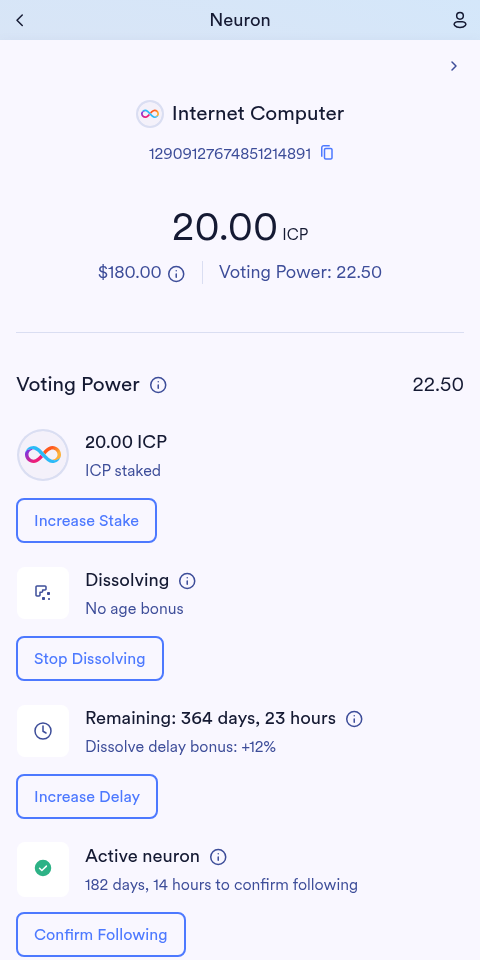 Neuron
Internet Computer
12909127674851214891
20.00 ICP
$180.00
Voting Power: 22.50
Voting Power
22.50
20.00 ICP
ICP staked
Increase Stake
Dissolving
No age bonus
Stop Dissolving
Remaining: 364 days, 23 hours
Dissolve delay bonus: +12%
Increase Delay
Active neuron
182 days, 14 hours to confirm following
Confirm Following